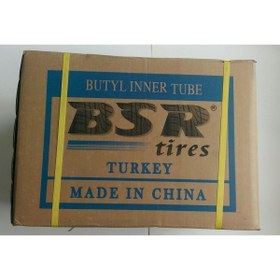 BUTYL INNER TUBE
BSR®
tires
TURKEY
MADE IN CHINA